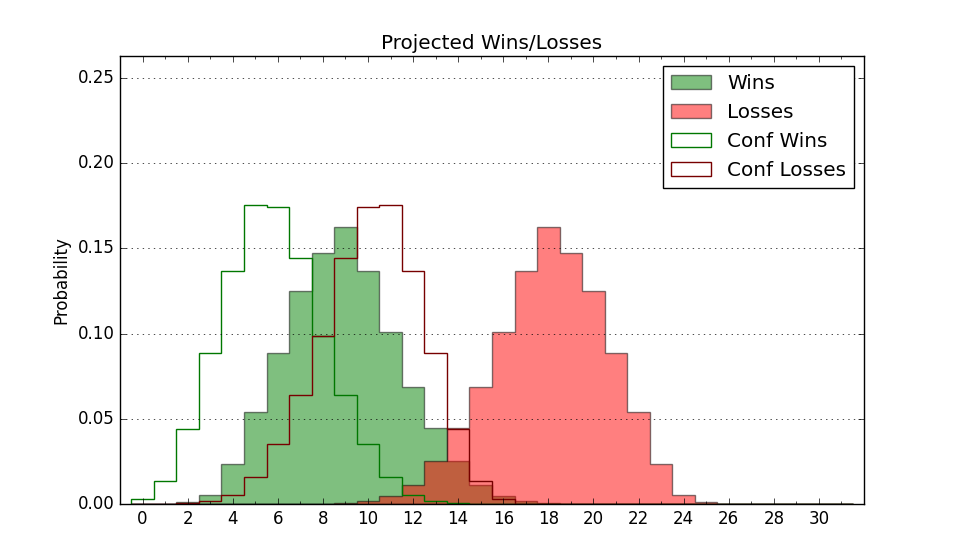 Projected Wins/Losses
Wins
Losses
Conf Wins
Conf Losses
Probability
0.25
0.20
0.15
0.10
0.05
0.00
0 2 4 6 8 10 12 14 16 18 20 22 24 26 28 30